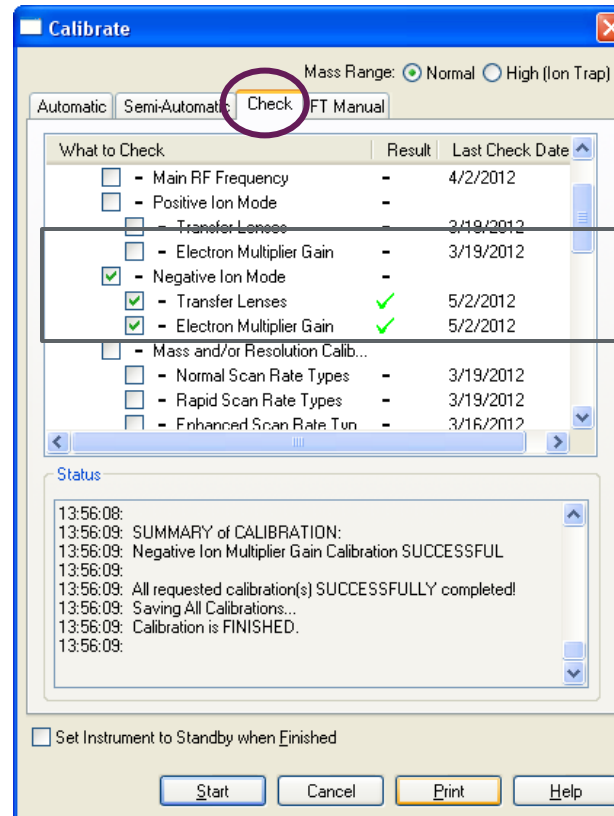 Calibrate
Mass Range: Normal High (Ion Trap)
Automatic Semi-Automatic Check FT Manual
What to Check Result Last Check Date
- Main RF Frequency - 4/2/2012
- Positive Ion Mode -
- Transfer Lenses - 3/19/2012
- Electron Multiplier Gain - 3/19/2012
- Negative Ion Mode -
- Transfer Lenses 5/2/2012
- Electron Multiplier Gain 5/2/2012
- Mass and/or Resolution Calib...
- Normal Scan Rate Types - 3/19/2012
- Rapid Scan Rate Types - 3/19/2012
- Enhanced Scan Rate Typ - 3/16/2012
Status
13:56:08:
13:56:09: SUMMARY of CALIBRATION:
13:56:09: Negative Ion Multiplier Gain Calibration SUCCESSFUL
13:56:09:
13:56:09: All requested calibration(s) SUCCESSFULLY completed!
13:56:09: Saving All Calibrations...
13:56:09: Calibration is FINISHED.
13:56:09:
Set Instrument to Standby when Finished
Start Cancel Print Help